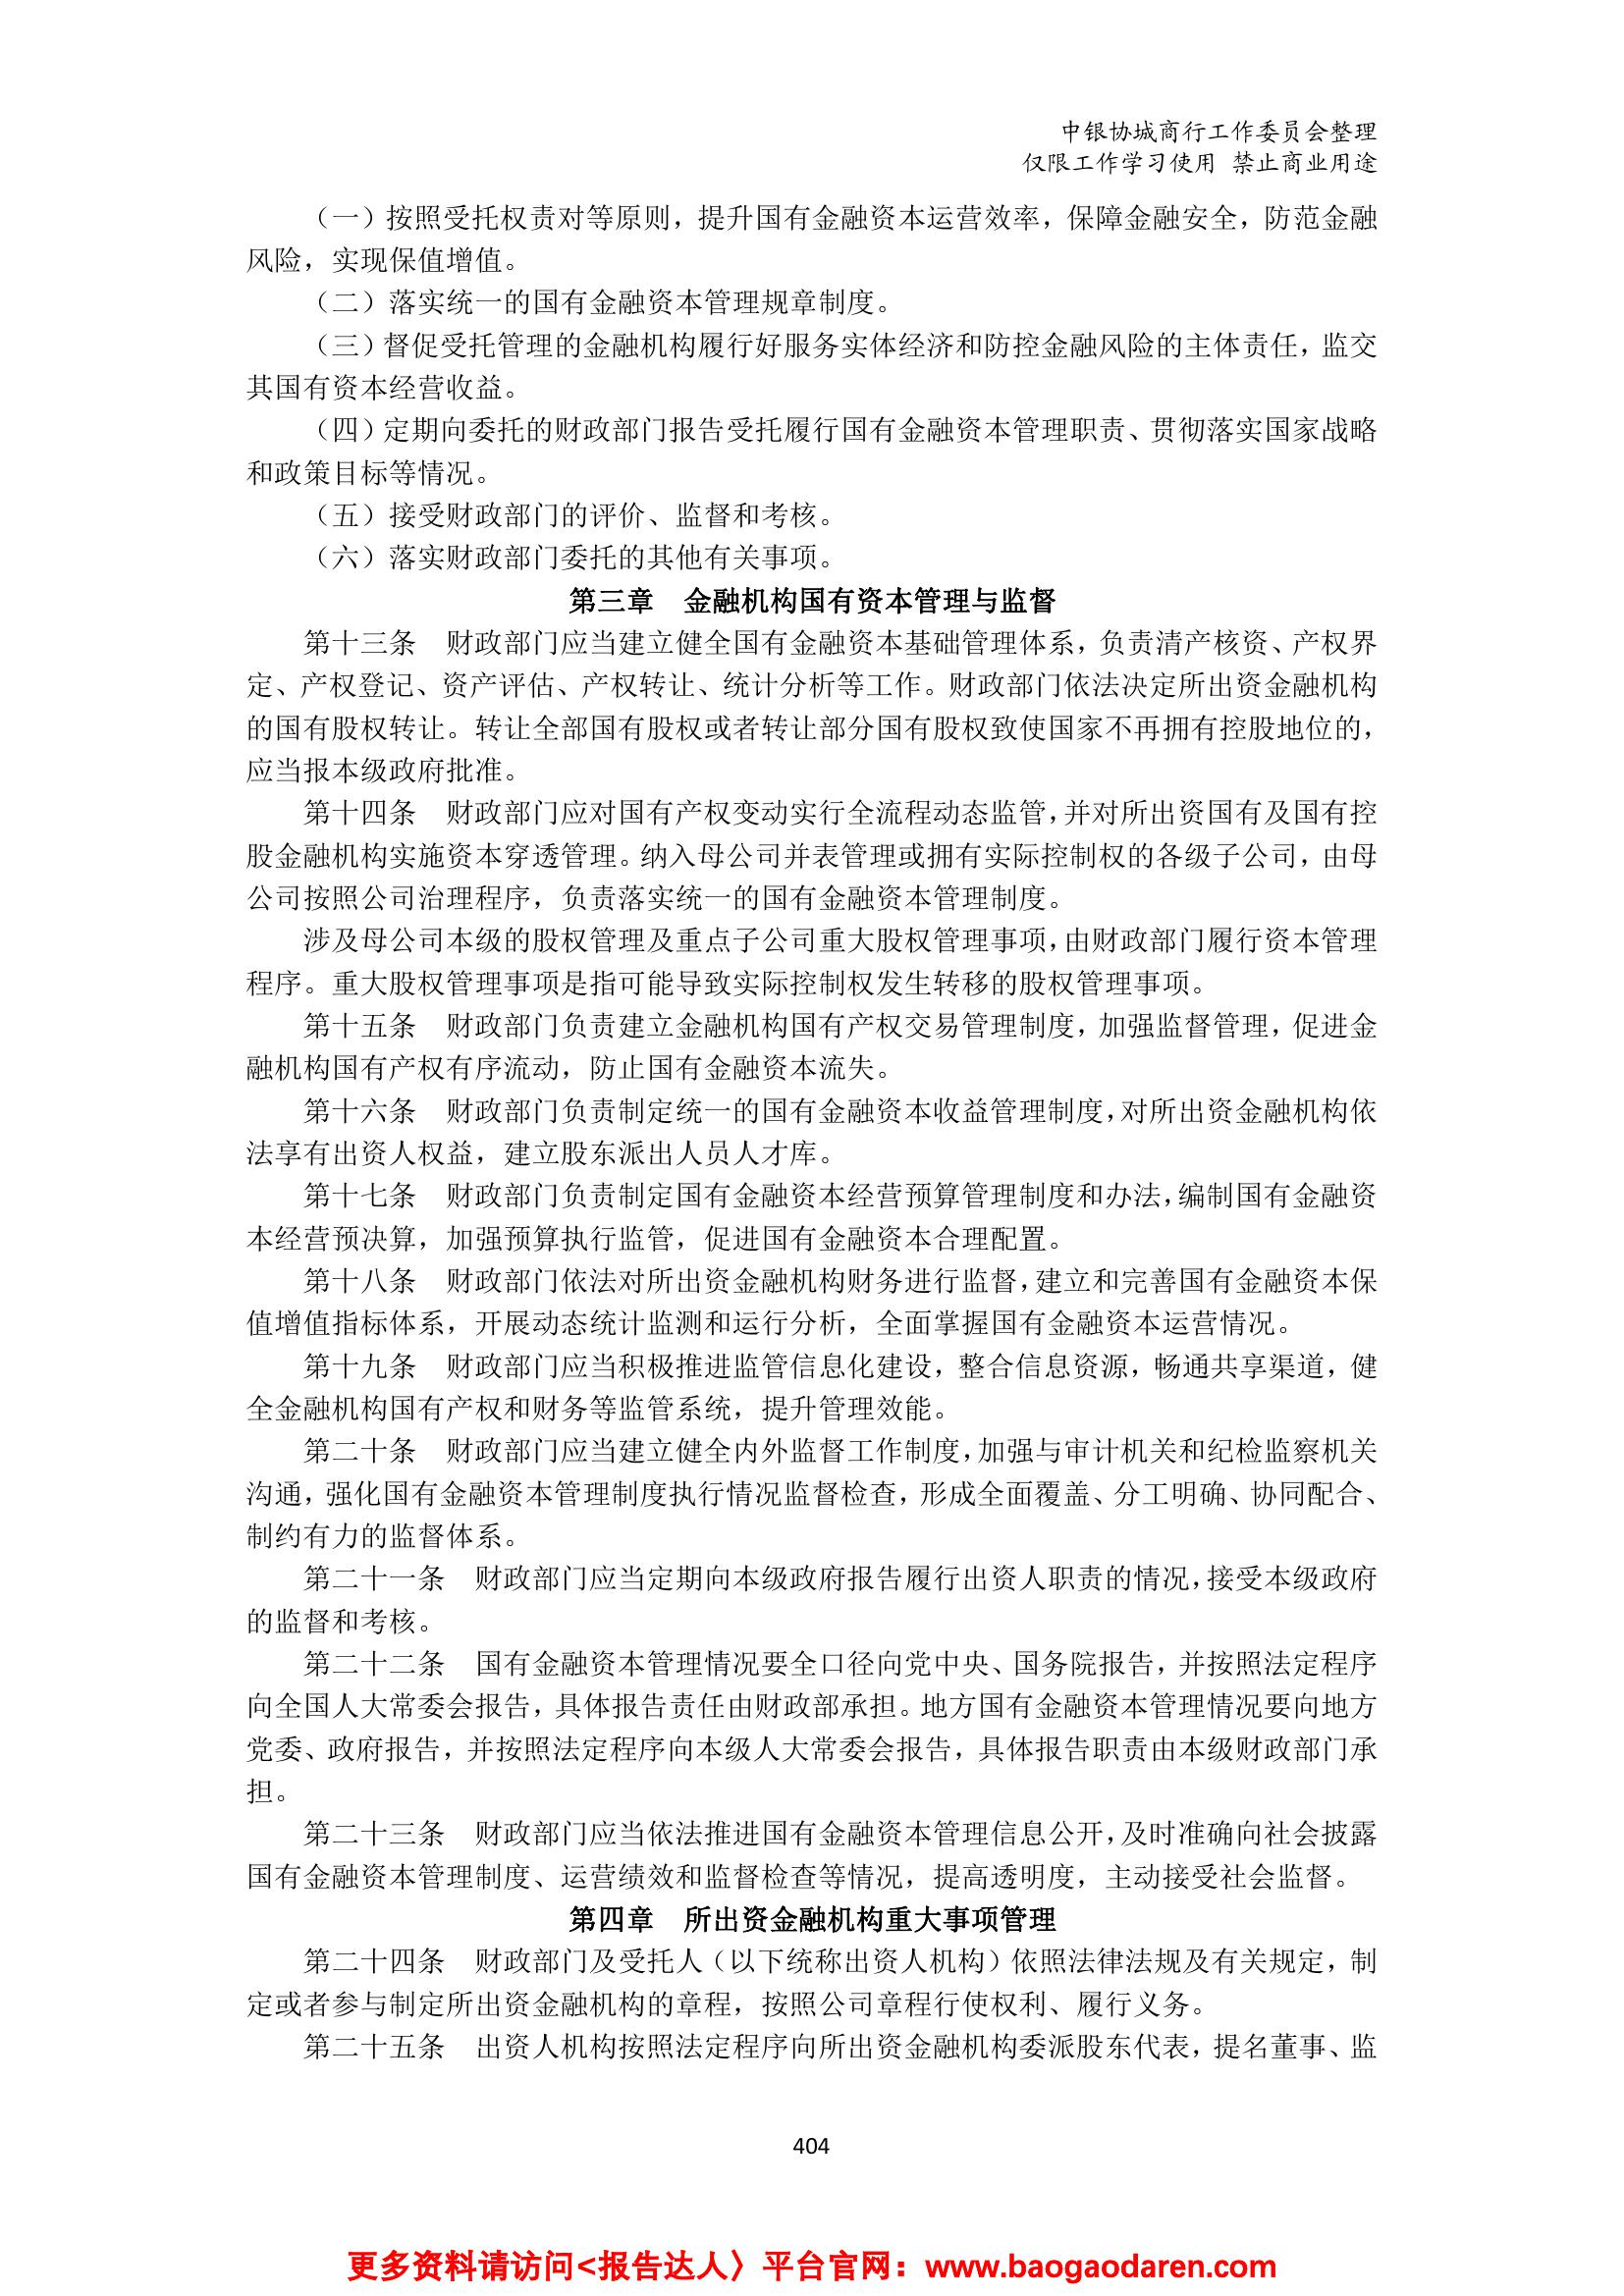 中银协城商行工作委员会整理
仅限工作学习使用 禁止商业用途
（一）按照受托权责对等原则，提升国有金融资本运营效率，保障金融安全，防范金融
风险，实现保值增值。
（二）落实统一的国有金融资本管理规章制度。
（三）督促受托管理的金融机构履行好服务实体经济和防控金融风险的主体责任，监交
其国有资本经营收益。
（四）定期向委托的财政部门报告受托履行国有金融资本管理职责、贯彻落实国家战略
和政策目标等情况。
（五）接受财政部门的评价、监督和考核。
（六）落实财政部门委托的其他有关事项。
第三章　金融机构国有资本管理与监督
第十三条　财政部门应当建立健全国有金融资本基础管理体系，负责清产核资、产权界
定、产权登记、资产评估、产权转让、统计分析等工作。财政部门依法决定所出资金融机构
的国有股权转让。转让全部国有股权或者转让部分国有股权致使国家不再拥有控股地位的，
应当报本级政府批准。
第十四条　财政部门应对国有产权变动实行全流程动态监管，并对所出资国有及国有控
股金融机构实施资本穿透管理。纳入母公司并表管理或拥有实际控制权的各级子公司，由母
公司按照公司治理程序，负责落实统一的国有金融资本管理制度。
涉及母公司本级的股权管理及重点子公司重大股权管理事项，由财政部门履行资本管理
程序。重大股权管理事项是指可能导致实际控制权发生转移的股权管理事项。
第十五条　财政部门负责建立金融机构国有产权交易管理制度，加强监督管理，促进金
融机构国有产权有序流动，防止国有金融资本流失。
第十六条　财政部门负责制定统一的国有金融资本收益管理制度，对所出资金融机构依
法享有出资人权益，建立股东派出人员人才库。
第十七条　财政部门负责制定国有金融资本经营预算管理制度和办法，编制国有金融资
本经营预决算，加强预算执行监管，促进国有金融资本合理配置。
第十八条　财政部门依法对所出资金融机构财务进行监督，建立和完善国有金融资本保
值增值指标体系，开展动态统计监测和运行分析，全面掌握国有金融资本运营情况。
第十九条　财政部门应当积极推进监管信息化建设，整合信息资源，畅通共享渠道，健
全金融机构国有产权和财务等监管系统，提升管理效能。
第二十条　财政部门应当建立健全内外监督工作制度，加强与审计机关和纪检监察机关
沟通，强化国有金融资本管理制度执行情况监督检查，形成全面覆盖、分工明确、协同配合、
制约有力的监督体系。
第二十一条　财政部门应当定期向本级政府报告履行出资人职责的情况，接受本级政府
的监督和考核。
第二十二条　国有金融资本管理情况要全口径向党中央、国务院报告，并按照法定程序
向全国人大常委会报告，具体报告责任由财政部承担。地方国有金融资本管理情况要向地方
党委、政府报告，并按照法定程序向本级人大常委会报告，具体报告职责由本级财政部门承
担。
第二十三条　财政部门应当依法推进国有金融资本管理信息公开，及时准确向社会披露
国有金融资本管理制度、运营绩效和监督检查等情况，提高透明度，主动接受社会监督。
第四章　所出资金融机构重大事项管理
第二十四条　财政部门及受托人（以下统称出资人机构）依照法律法规及有关规定，制
定或者参与制定所出资金融机构的章程，按照公司章程行使权利、履行义务。
第二十五条　出资人机构按照法定程序向所出资金融机构委派股东代表，提名董事、监
404
更多资料请访问<报告达人〉平台官网：www.baogaodaren.com